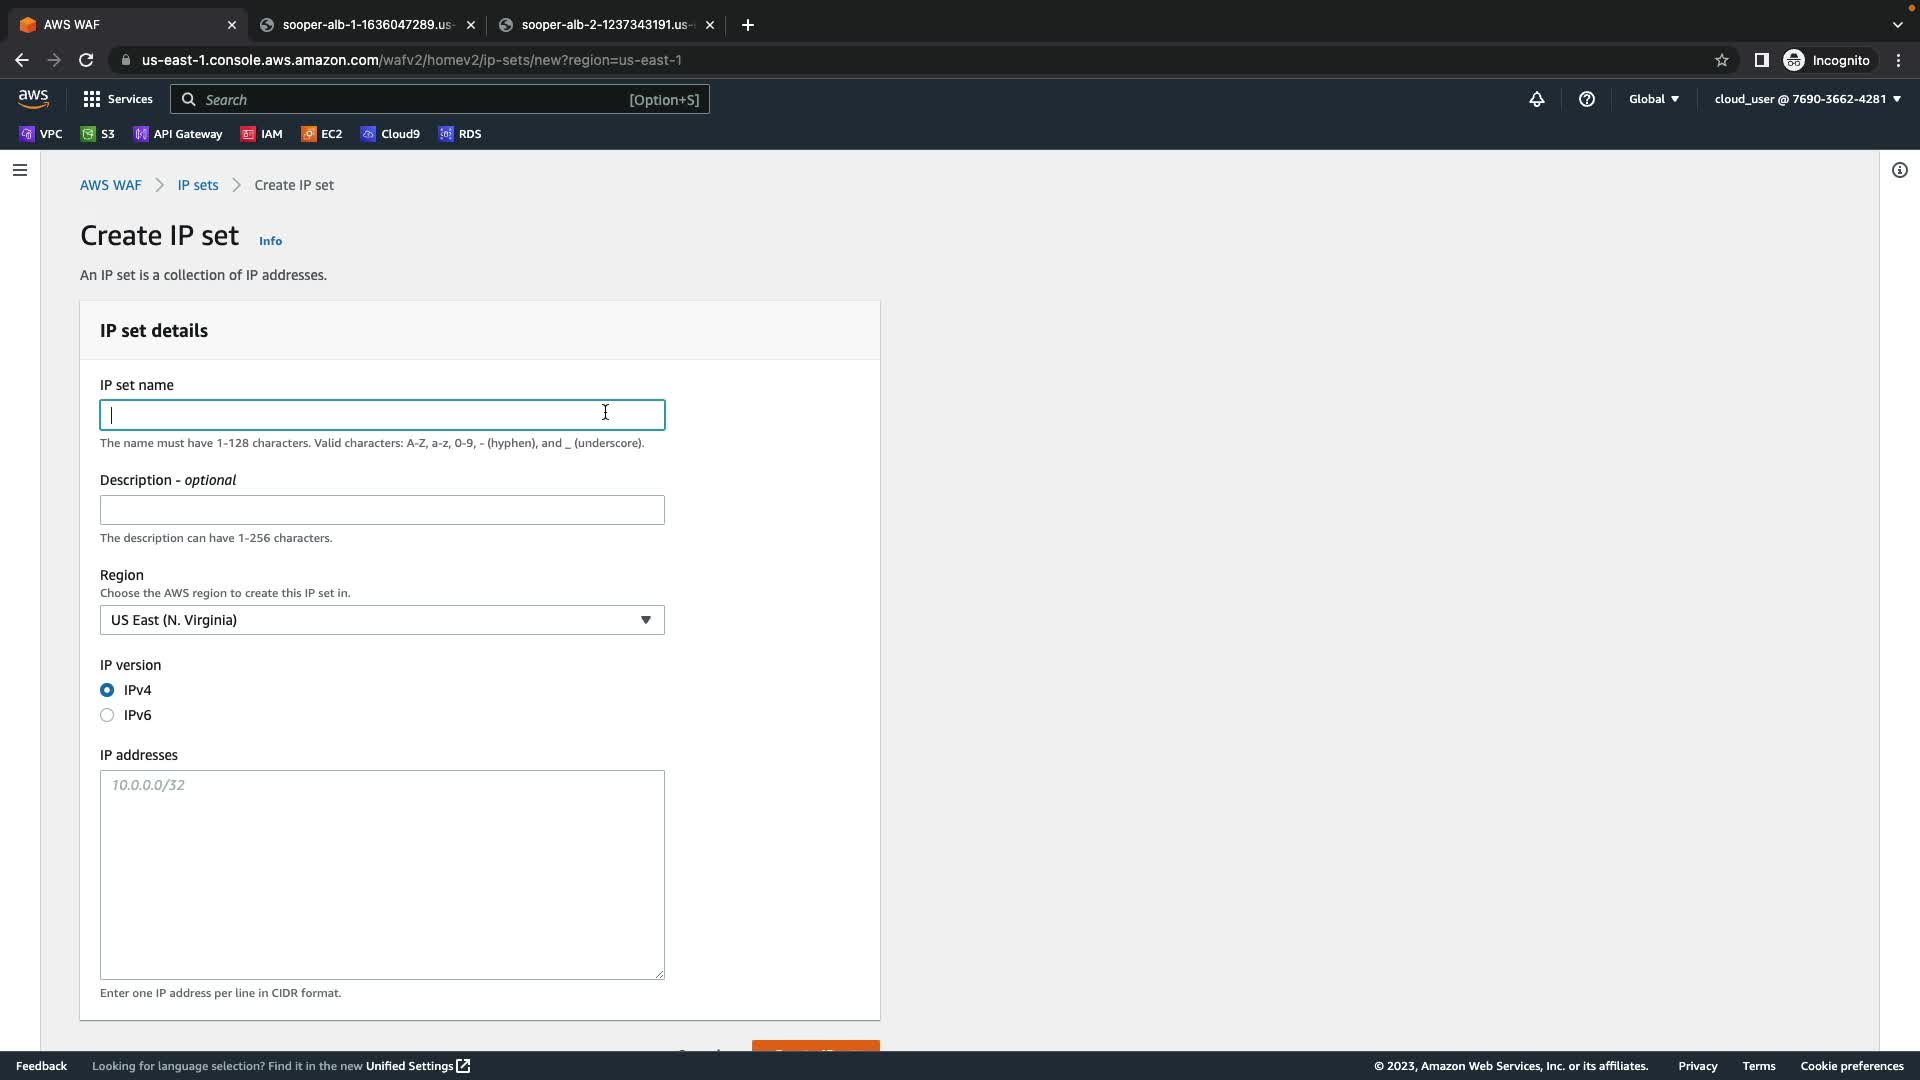 AWS WAF
sooper-alb-1-1636047289.us-
sooper-alb-2-1237343191.us-
us-east-1.console.aws.amazon.com/wafv2/homev2/ip-sets/new?region=us-east-1
Incognito
aws
Services
Search
[Option+S]
Global
cloud_user @ 7690-3662-4281
VPC
S3
API Gateway
IAM
EC2
Cloud9
RDS
AWS WAF
IP sets
Create IP set
Create IP set
Info
An IP set is a collection of IP addresses.
IP set details
IP set name
The name must have 1-128 characters. Valid characters: A-Z, a-z, 0-9, - (hyphen), and _ (underscore).
Description - optional
The description can have 1-256 characters.
Region
Choose the AWS region to create this IP set in.
US East (N. Virginia)
IP version
IPv4
IPv6
IP addresses
10.0.0.0/32
Enter one IP address per line in CIDR format.
Feedback
Looking for language selection? Find it in the new Unified Settings
© 2023, Amazon Web Services, Inc. or its affiliates.
Privacy
Terms
Cookie preferences